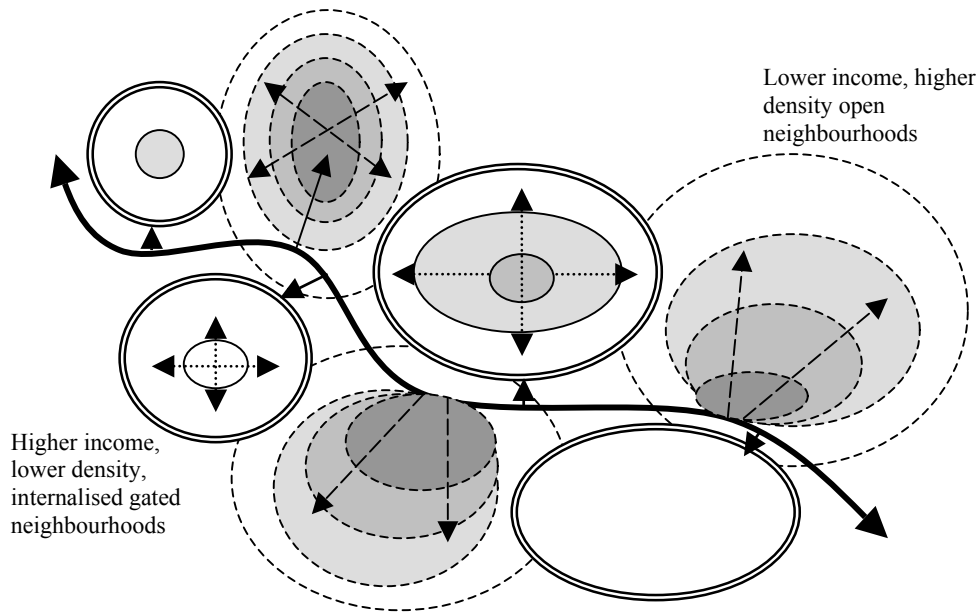 Lower income, higher
density open
neighbourhoods
Higher income,
lower density,
internalised gated
neighbourhoods